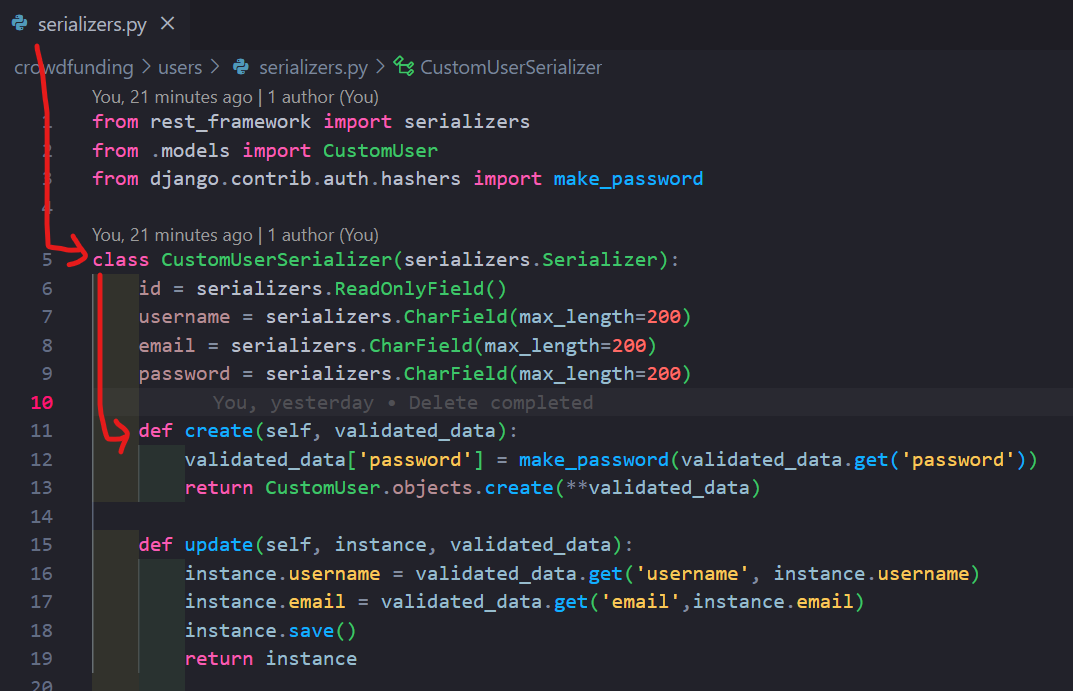 serializers.py ×
crowdfunding > users > serializers.py > CustomUserSerializer
You, 21 minutes ago | 1 author (You)
1 from rest_framework import serializers
2 from .models import CustomUser
3 from django.contrib.auth.hashers import make_password
4
You, 21 minutes ago | 1 author (You)
5 class CustomUserSerializer(serializers.Serializer):
6     id = serializers.ReadOnlyField()
7     username = serializers.CharField(max_length=200)
8     email = serializers.CharField(max_length=200)
9     password = serializers.CharField(max_length=200)
10 You, yesterday • Delete completed
11     def create(self, validated_data):
12         validated_data['password'] = make_password(validated_data.get('password'))
13         return CustomUser.objects.create(**validated_data)
14
15     def update(self, instance, validated_data):
16         instance.username = validated_data.get('username', instance.username)
17         instance.email = validated_data.get('email',instance.email)
18         instance.save()
19         return instance
20